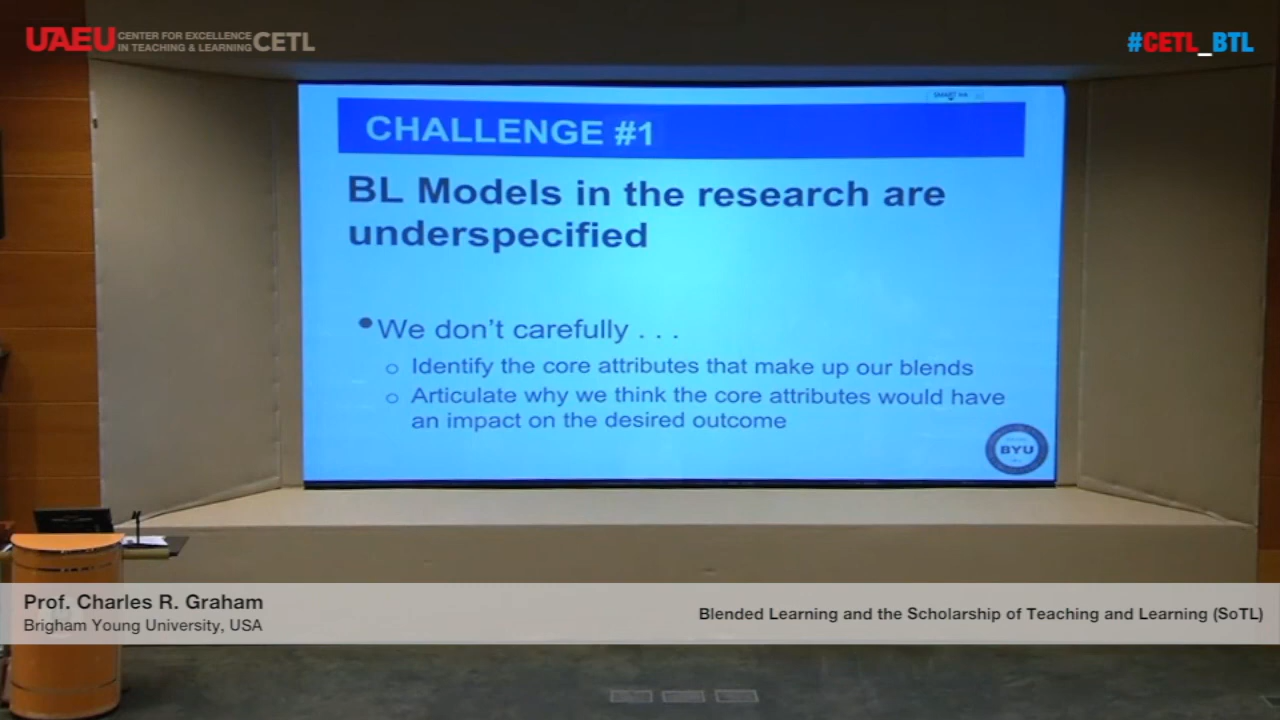 UAEU CENTER FOR EXCELLENCE
IN TEACHING & LEARNING CETL
#CETL_BTL
CHALLENGE #1
BL Models in the research are
underspecified
• We don't carefully . . .
o Identify the core attributes that make up our blends
o Articulate why we think the core attributes would have
an impact on the desired outcome
BYU
Prof. Charles R. Graham
Brigham Young University, USA
Blended Learning and the Scholarship of Teaching and Learning (SoTL)